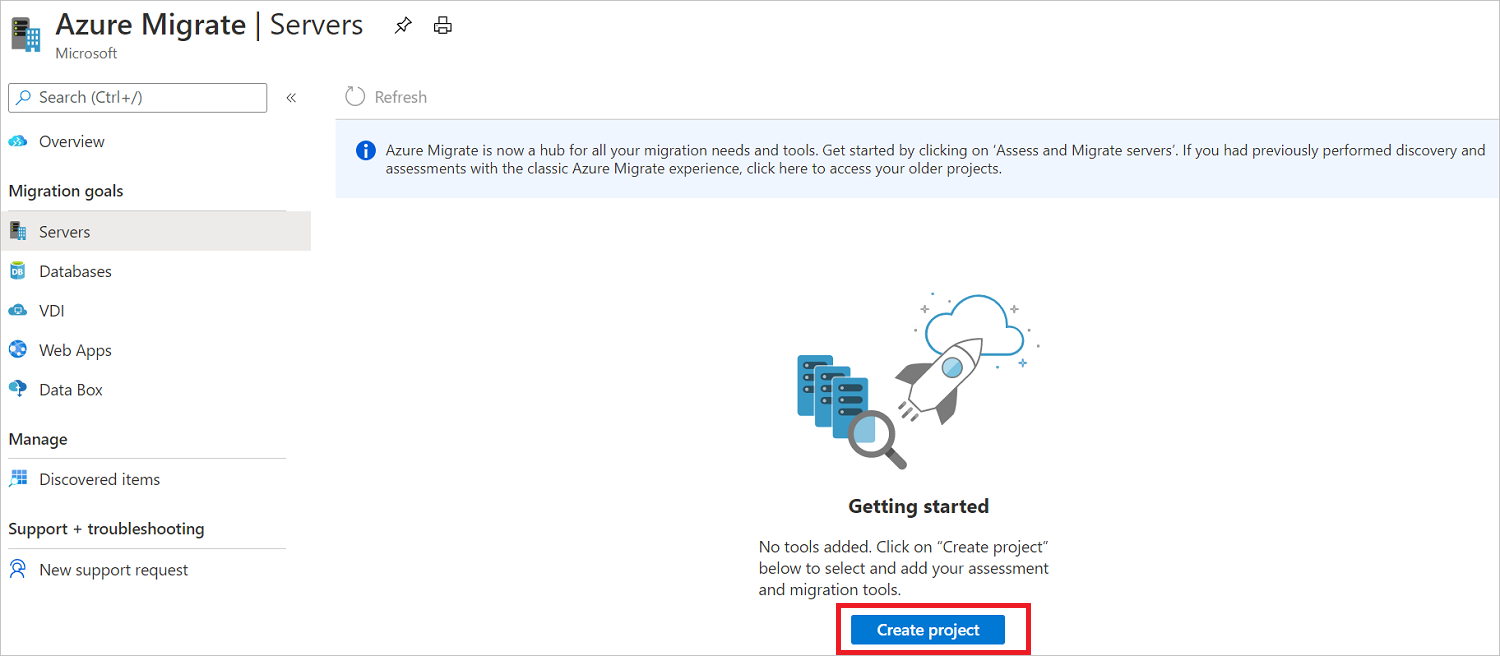 Azure Migrate | Servers
Microsoft
Search (Ctrl+/)
«
Refresh
Overview
Azure Migrate is now a hub for all your migration needs and tools. Get started by clicking on ‘Assess and Migrate servers’. If you had previously performed discovery and
assessments with the classic Azure Migrate experience, click here to access your older projects.
Migration goals
Servers
DB
Databases
VDI
Web Apps
Data Box
Manage
Discovered items
Support + troubleshooting
New support request
Getting started
No tools added. Click on “Create project”
below to select and add your assessment
and migration tools.
Create project